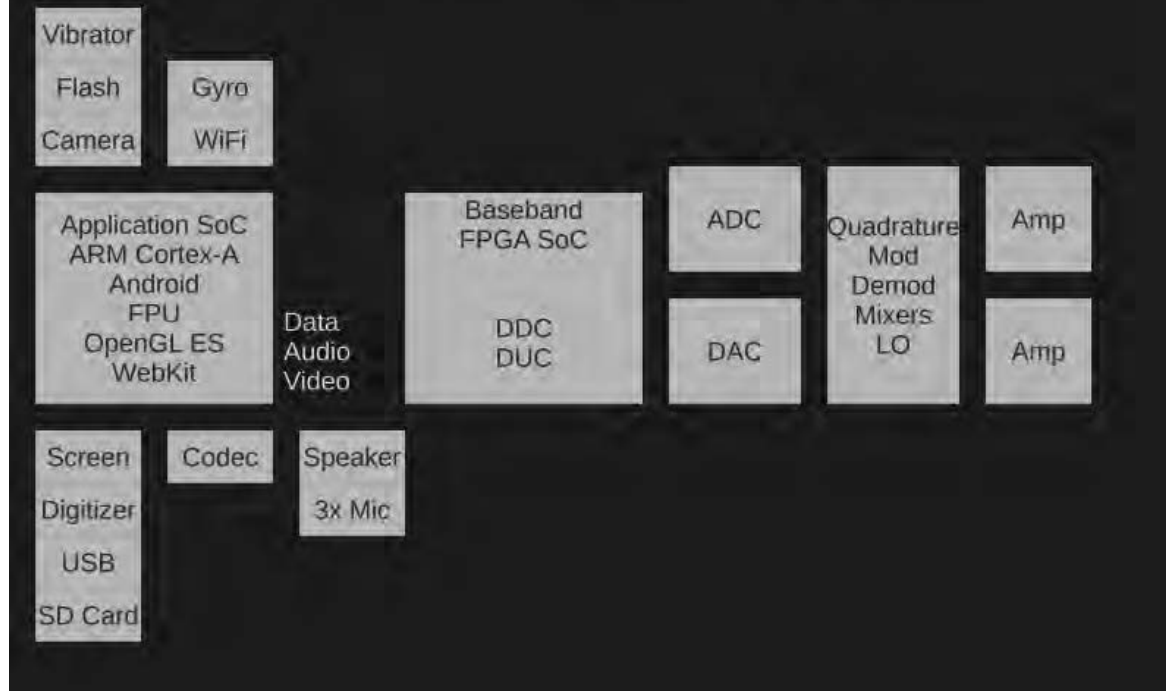 Vibrator
Flash
Camera
Gyro
WiFi
Application SoC
ARM Cortex-A
Android
FPU
OpenGL ES
WebKit
Data
Audio
Video
Baseband
FPGA SoC
DDC
DUC
ADC
DAC
Quadrature
Mod
Demod
Mixers
LO
Amp
Amp
Screen
Digitizer
USB
SD Card
Codec
Speaker
3x Mic